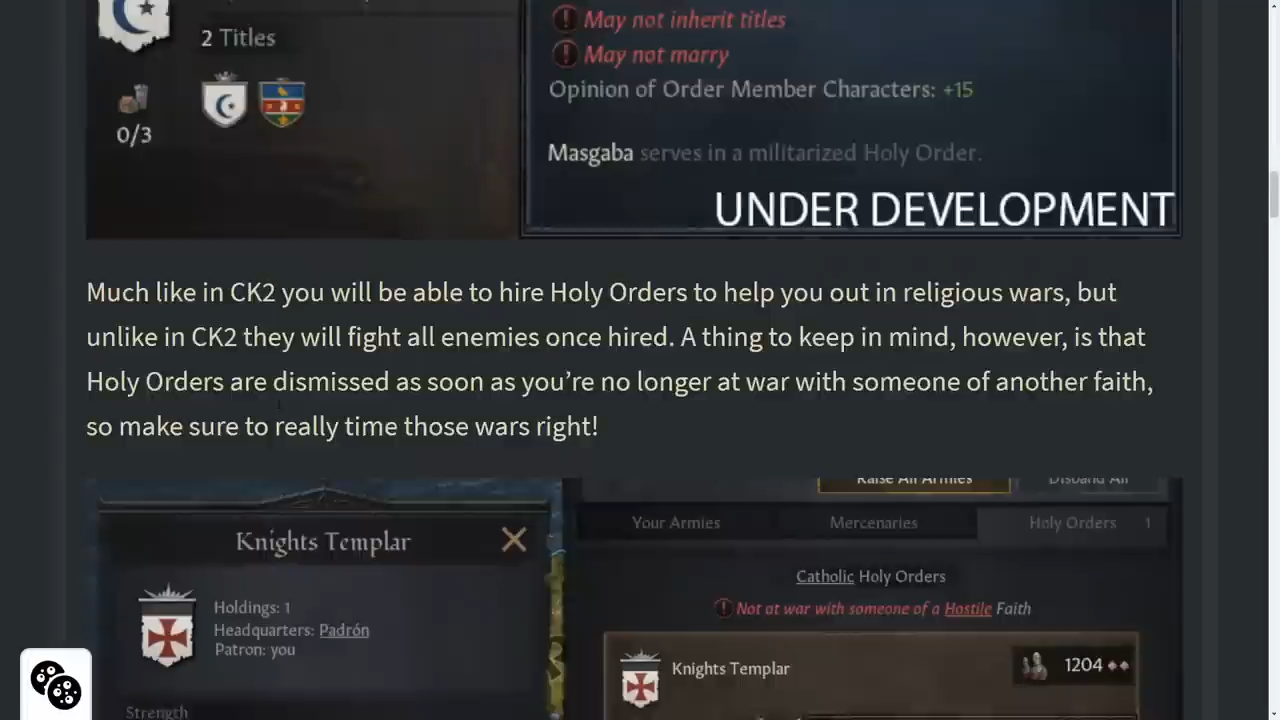 May not inherit titles
2 Titles
May not marry
Opinion of Order Member Characters: +15
0/3
Masgaba serves in a militarized Holy Order.
UNDER DEVELOPMENT
Much like in CK2 you will be able to hire Holy Orders to help you out in religious wars, but
unlike in CK2 they will fight all enemies once hired. A thing to keep in mind, however, is that
Holy Orders are dismissed as soon as you’re no longer at war with someone of another faith,
so make sure to really time those wars right!
Raise All Armies
Disband All
Your Armies
Mercenaries
Holy Orders 1
Knights Templar
Catholic Holy Orders
Holdings: 1
Not at war with someone of a Hostile Faith
Headquarters: Padrón
Patron: you
Knights Templar
1204
Strength